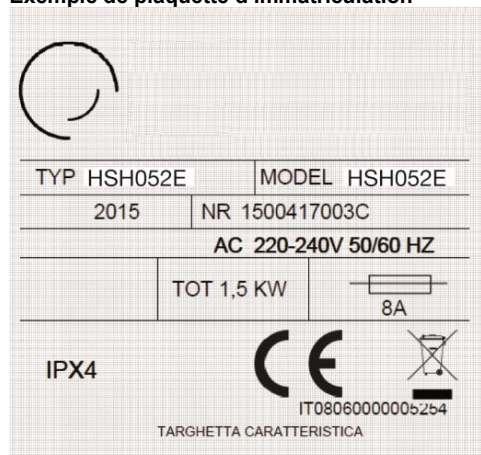 Exemple de plaquette d'immatriculation
TYP HSH052E MODEL HSH052E
2015 NR 1500417003C
AC 220-240V 50/60 HZ
TOT 1,5 KW
8A
IPX4
CE
IT08060000005254
TARGHETTA CARATTERISTICA